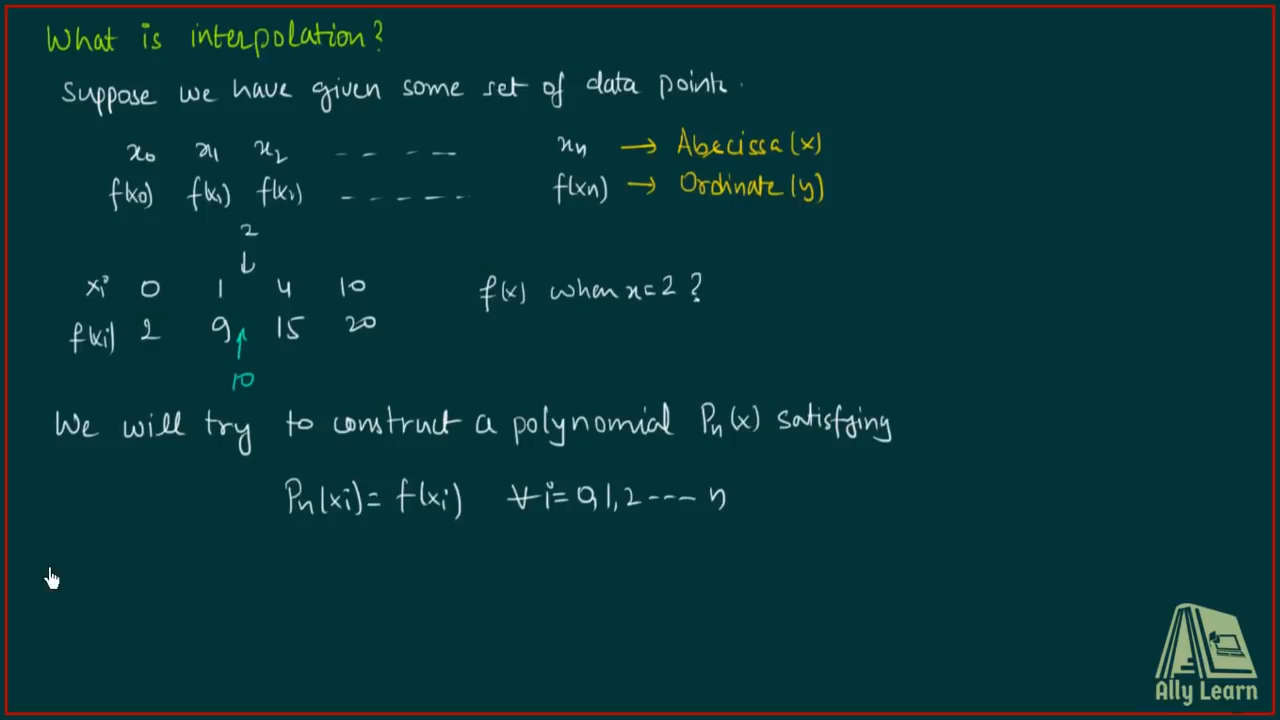 What is interpolation?
Suppose we have given some set of data points.
x0 x1 x2 ----- xn → Abscissa (x)
f(x0) f(x1) f(x2) ------ f(xn) → Ordinate (y)
2
↓
xi 0 1 4 10 f(x) when x=2 ?
f(xi) 2 9 15 20
↑
10
We will try to construct a polynomial Pn(x) satisfying
Pn(xi) = f(xi) ∀ i=0,1,2 ---- n
Ally Learn